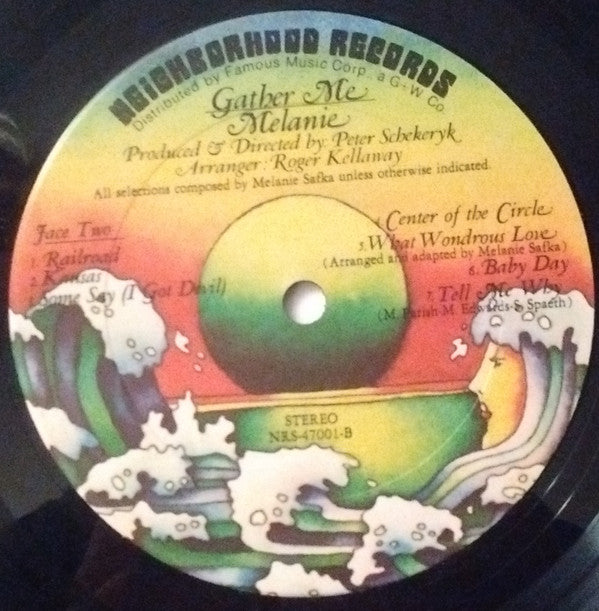 NEIGHBORHOOD RECORDS
Distributed by Famous Music Corp. a G+W Co.
Gather Me
Melanie
Produced & Directed by: Peter Schekeryk
Arranger: Roger Kellaway
All selections composed by Melanie Safka unless otherwise indicated.
Face Two
1. Railroad
2. Kansas
3. Some Say (I Got Devil)
4. Center of the Circle
5. What Wondrous Love
(Arranged and adapted by Melanie Safka)
6. Baby Day
7. Tell Me Why
(M. Parish-M. Edwards-S. Spaeth)
STEREO
NRS-47001-B